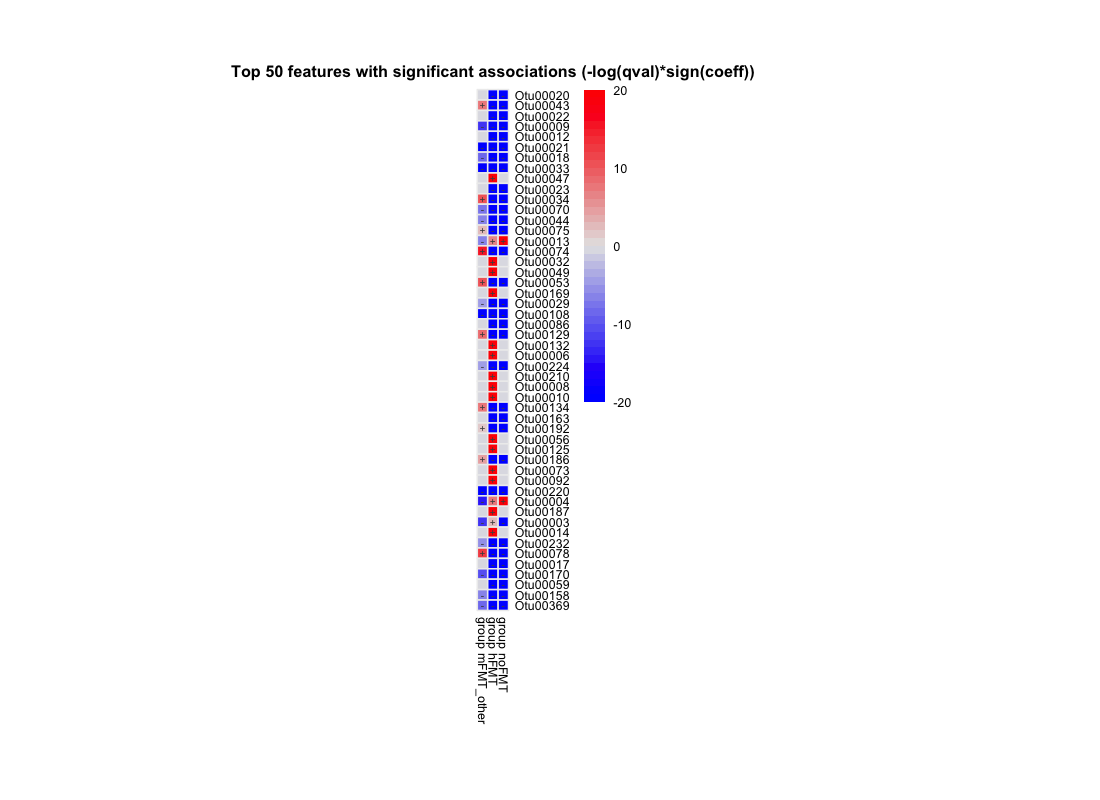 Top 50 features with significant associations (-log(qval)*sign(coeff))
Otu00020
Otu00043
Otu00022
Otu00009
Otu00012
Otu00021
Otu00018
Otu00033
Otu00047
Otu00023
Otu00034
Otu00070
Otu00044
Otu00075
Otu00013
Otu00074
Otu00032
Otu00049
Otu00053
Otu00169
Otu00029
Otu00108
Otu00086
Otu00129
Otu00132
Otu00006
Otu00224
Otu00210
Otu00008
Otu00010
Otu00134
Otu00163
Otu00192
Otu00056
Otu00125
Otu00186
Otu00073
Otu00092
Otu00220
Otu00004
Otu00187
Otu00003
Otu00014
Otu00232
Otu00078
Otu00017
Otu00170
Otu00059
Otu00158
Otu00369
20
10
0
-10
-20
group mFMT_other
group hFMT
group noFMT